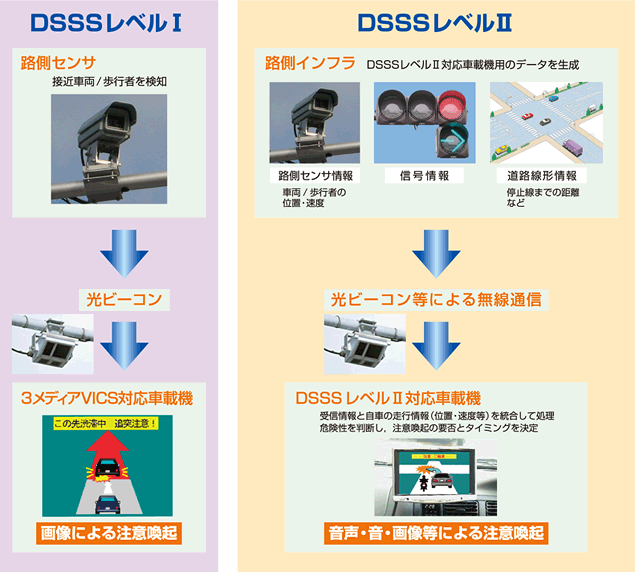 DSSSレベルⅠ
路側センサ
接近車両/歩行者を検知
光ビーコン
3メディアVICS対応車載機
この先渋滞中 追突注意!
画像による注意喚起
DSSSレベルⅡ
路側インフラ DSSSレベルⅡ対応車載機用のデータを生成
路側センサ情報
車両/歩行者の
位置・速度
信号情報
道路線形情報
停止線までの距離
など
光ビーコン等による無線通信
DSSSレベルⅡ対応車載機
受信情報と自車の走行情報(位置・速度等)を統合して処理
危険性を判断し,注意喚起の要否とタイミングを決定
音声・音・画像等による注意喚起